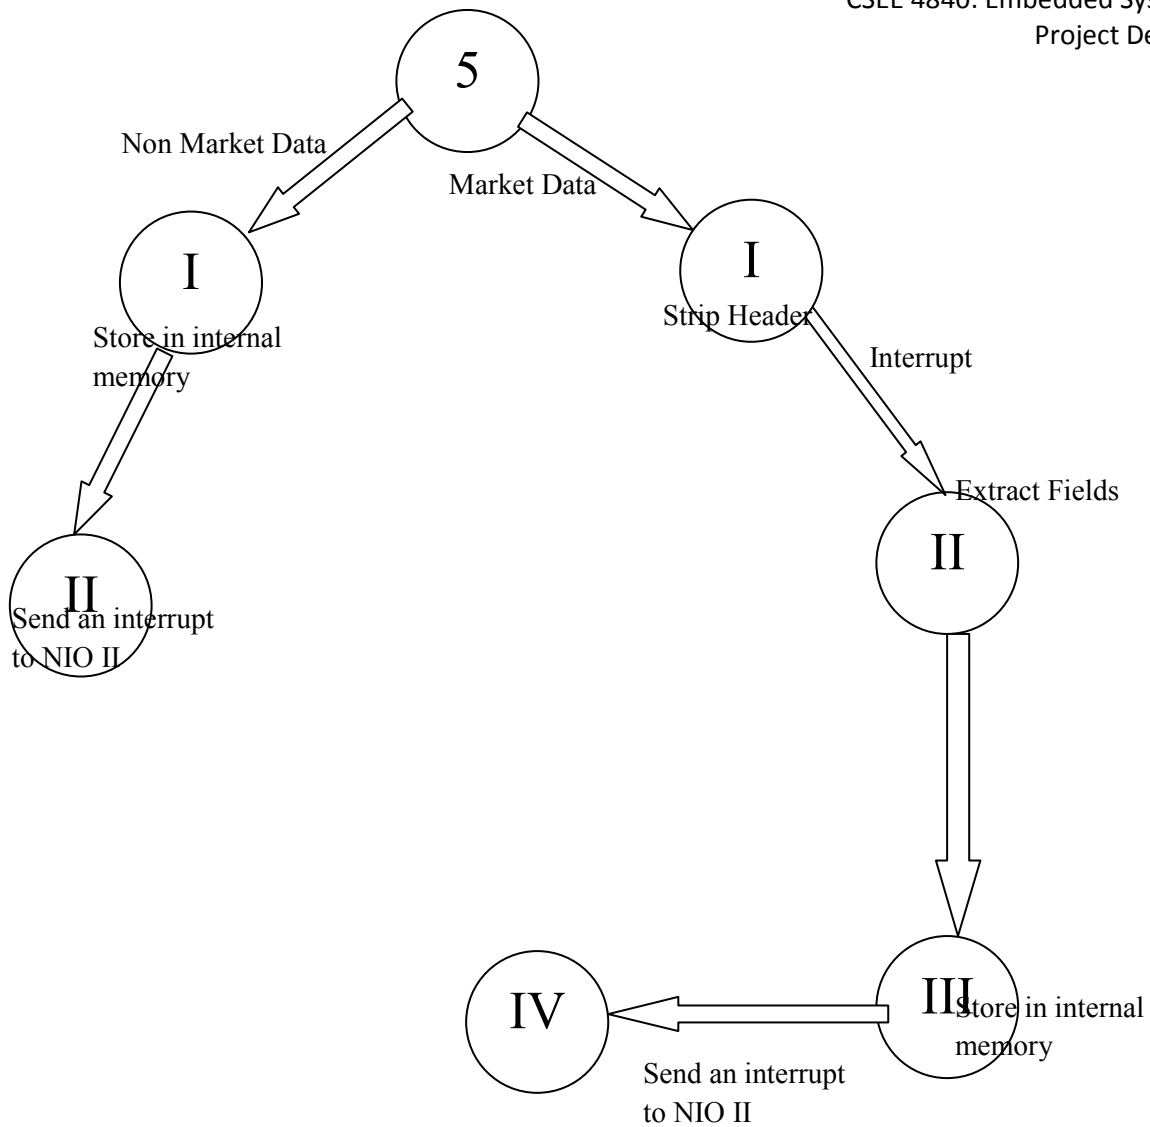 CSEE 4840: Embedded Sys
Project De
5
Non Market Data
Market Data
I
I
Strip Header
Store in internal
memory
Interrupt
Extract Fields
II
II
Send an interrupt
to NIO II
IV
III
Store in internal
memory
Send an interrupt
to NIO II